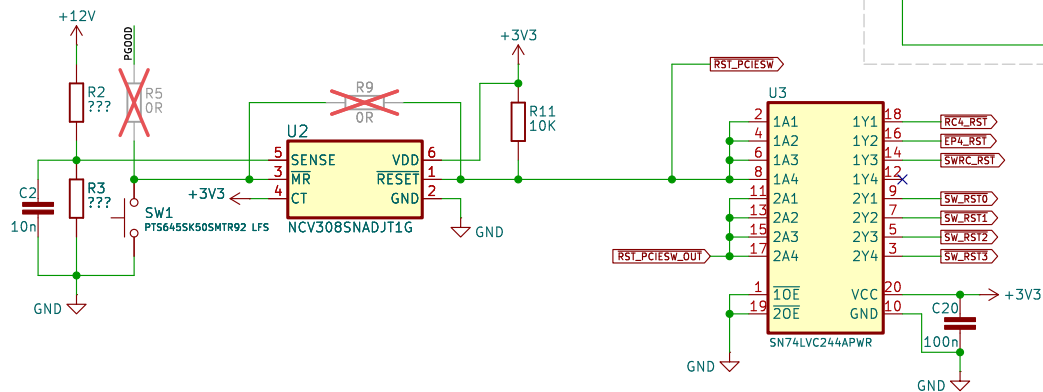 +12V
PGOOD
R2
???
R5
0R
R9
0R
+3V3
R11
10K
RST_PCIESW
U3
U2
5 SENSE VDD 6
3 MR RESET 1
4 CT GND 2
+3V3
NCV308SNADJT1G
GND
C2
10n
R3
???
SW1
PTS645SK50SMTR92 LFS
GND
2 1A1 1Y1 18 RC4_RST
4 1A2 1Y2 16 EP4_RST
6 1A3 1Y3 14 SWRC_RST
8 1A4 1Y4 12
11 2A1 2Y1 9 SW_RST0
13 2A2 2Y2 7 SW_RST1
15 2A3 2Y3 5 SW_RST2
RST_PCIESW_OUT 17 2A4 2Y4 3 SW_RST3
1 1OE VCC 20 +3V3
19 2OE GND 10
C20
100n
SN74LVC244APWR
GND
GND